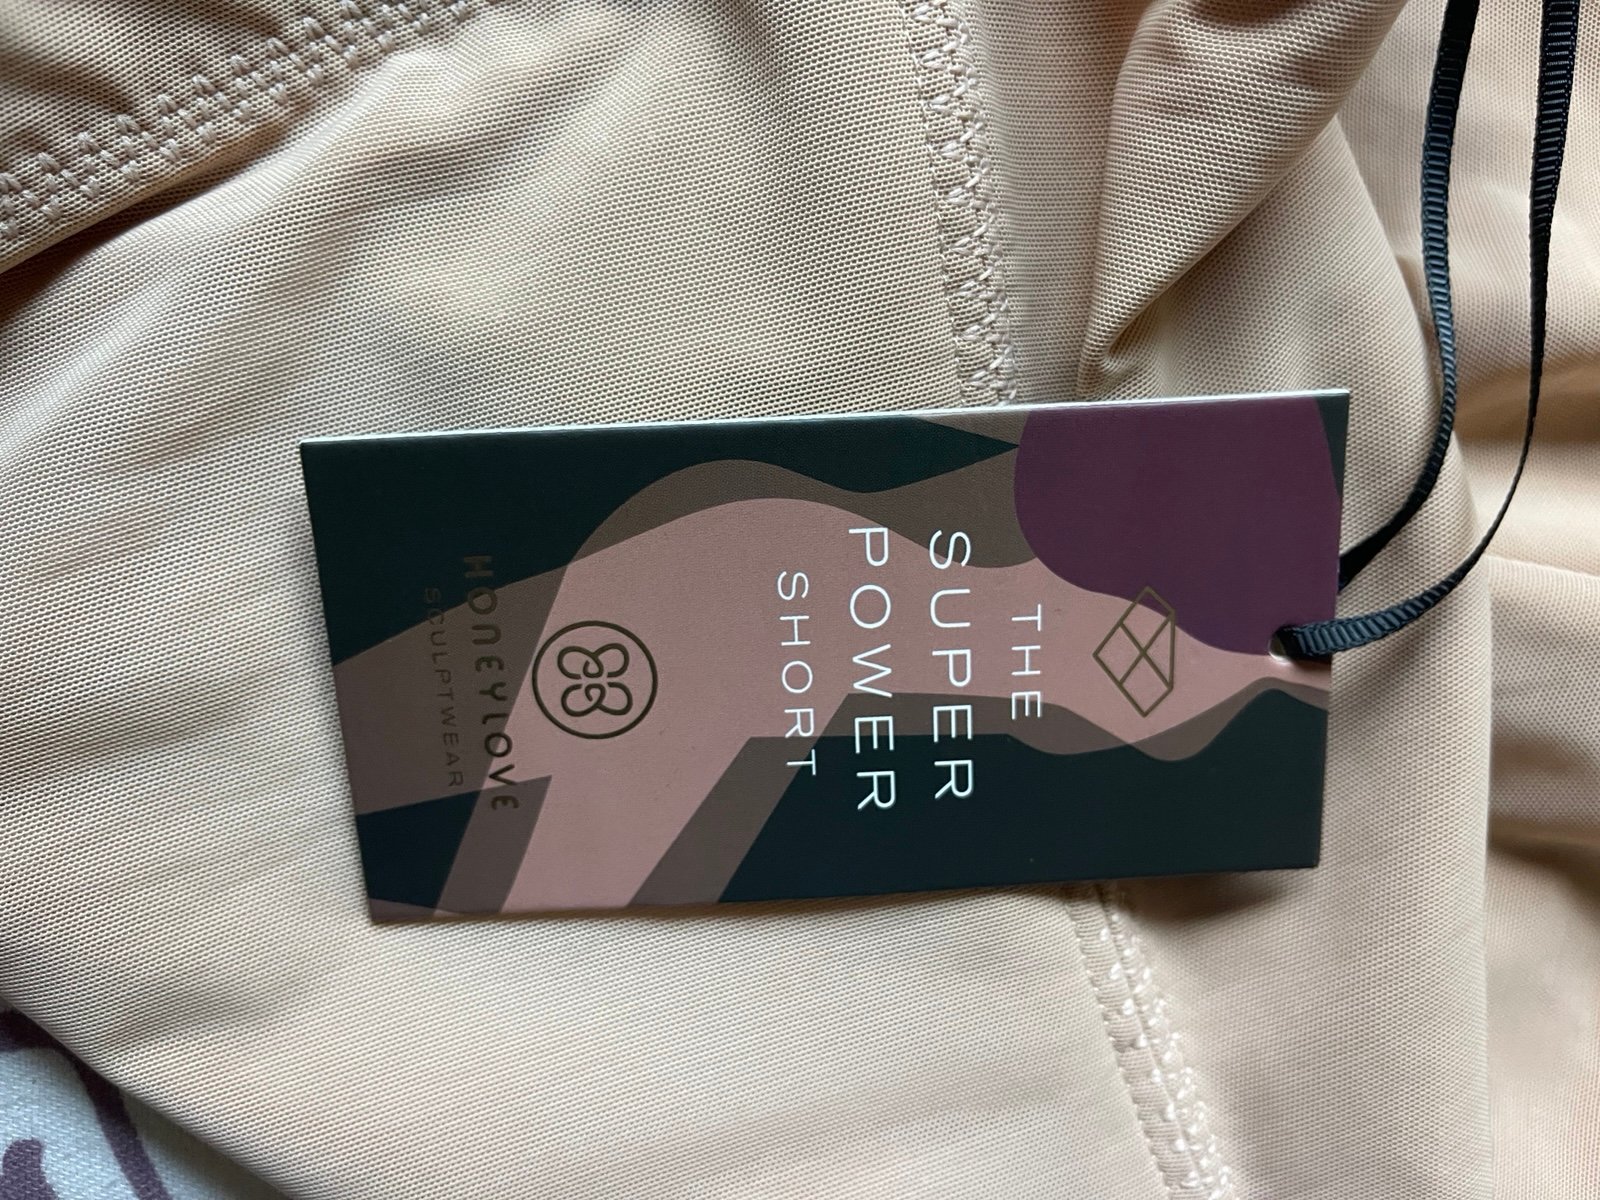 THE
SUPER
POWER
SHORT
HONEYLOVE
SCULPTWEAR